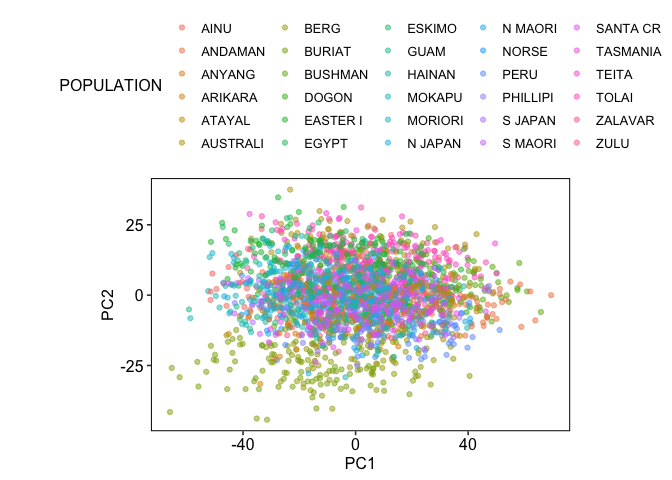 AINU BERG ESKIMO N MAORI SANTA CR
ANDAMAN BURIAT GUAM NORSE TASMANIA
POPULATION ANYANG BUSHMAN HAINAN PERU TEITA
ARIKARA DOGON MOKAPU PHILLIPI TOLAI
ATAYAL EASTER I MORIORI S JAPAN ZALAVAR
AUSTRALI EGYPT N JAPAN S MAORI ZULU
25
0
-25
PC2
-40 0 40
PC1